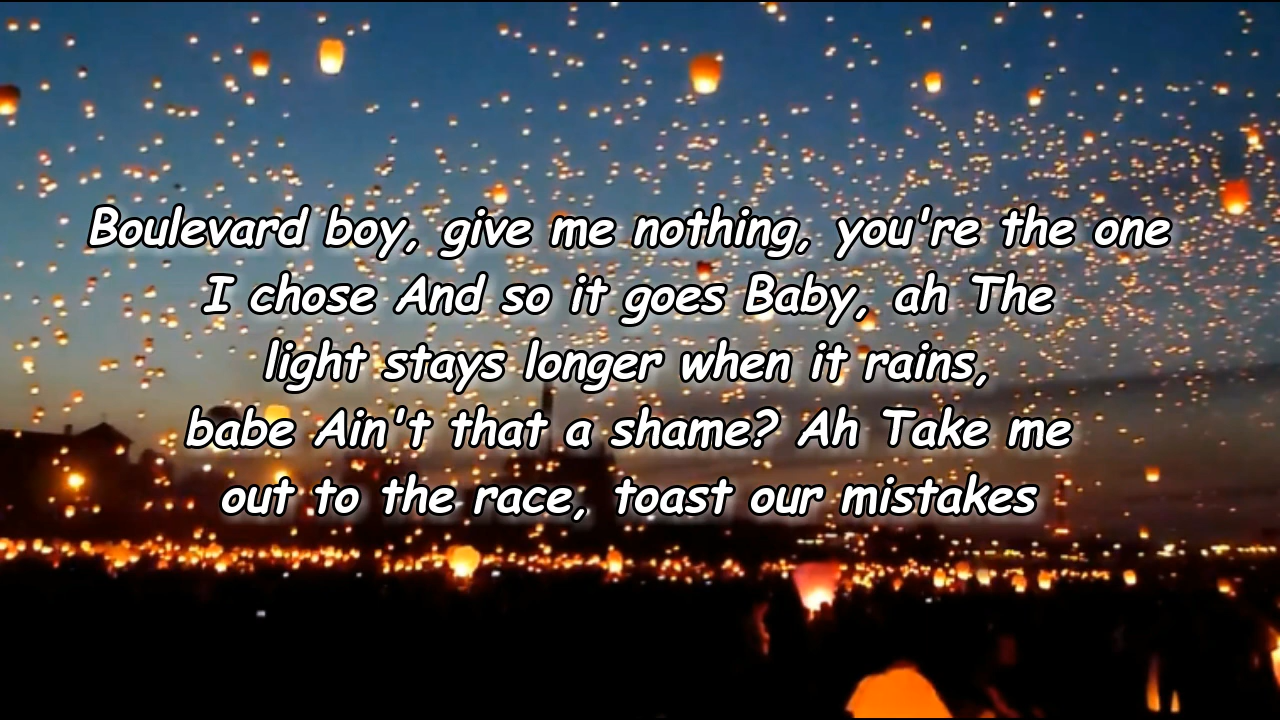 Boulevard boy, give me nothing, you're the one
I chose And so it goes Baby, ah The
light stays longer when it rains,
babe Ain't that a shame? Ah Take me
out to the race, toast our mistakes